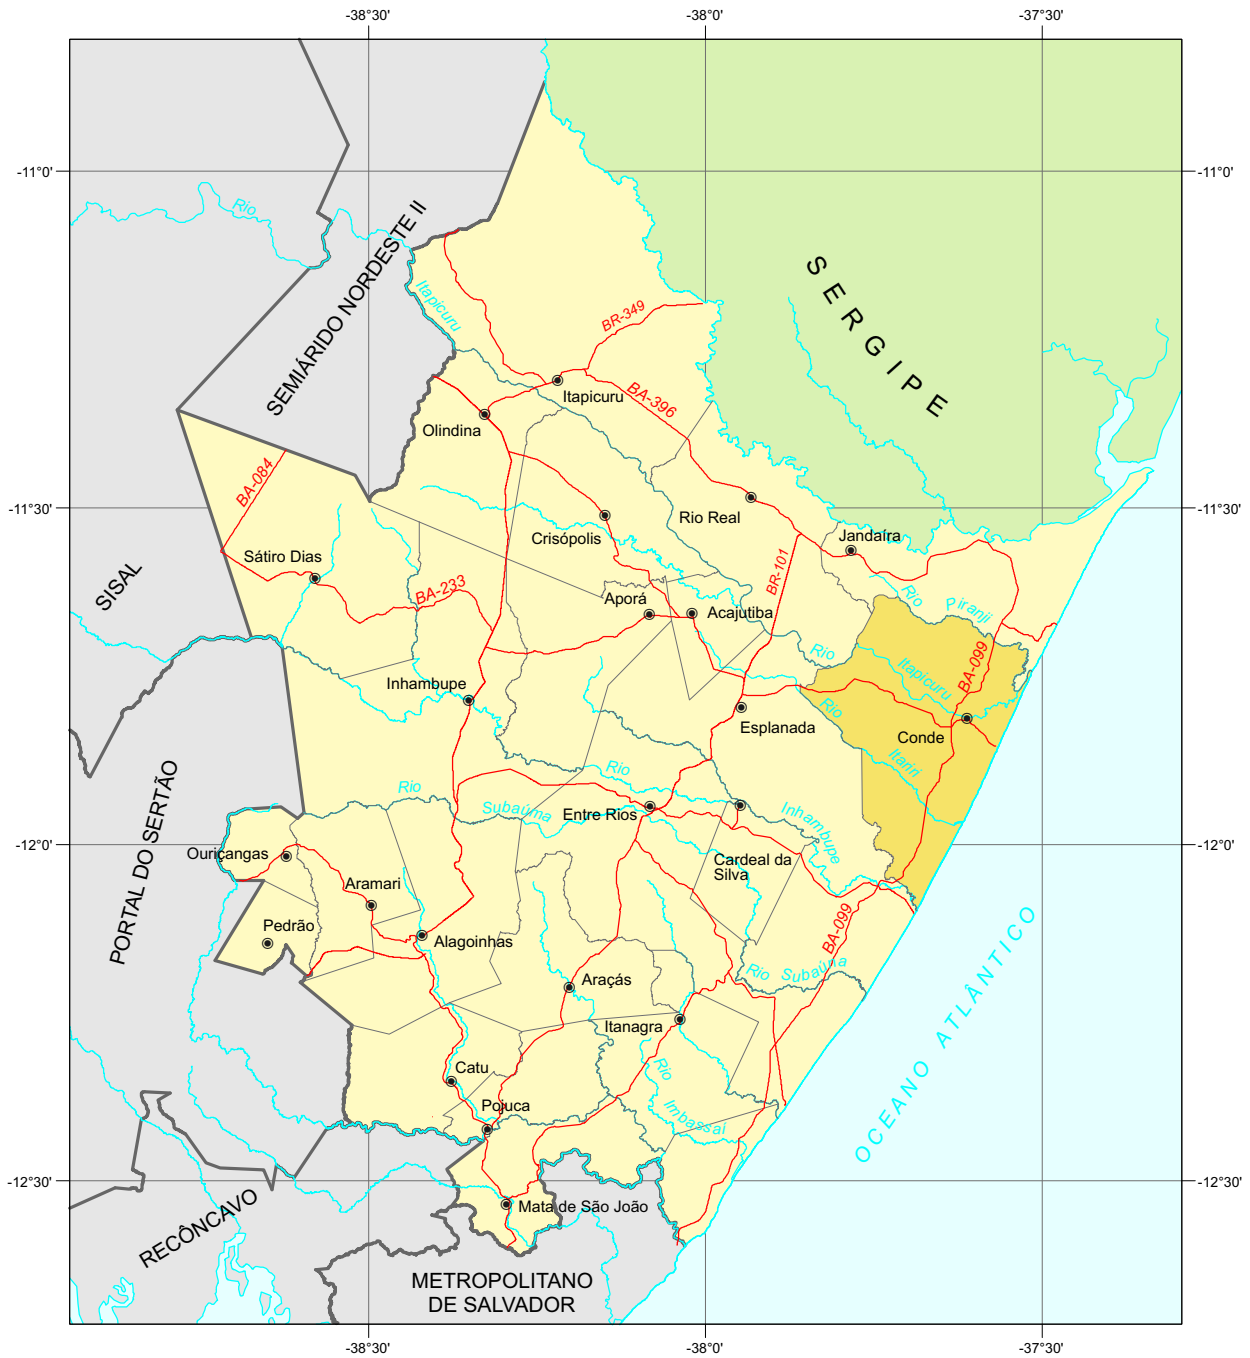 -38°30'
-38°0'
-37°30'
-11°0'
-11°0'
Rio
SEMIÁRIDO NORDESTE II
SERGIPE
Itapicuru
BR-349
Itapicuru
BA-396
Olindina
BA-084
Rio Real
-11°30'
-11°30'
Crisópolis
Jandaíra
Sátiro Dias
BR-101
SISAL
BA-233
Aporá
Acajutiba
Rio
Piranji
Rio
BA-099
Itapicuru
Inhambupe
Rio
Esplanada
Conde
Itariri
PORTAL DO SERTÃO
Rio
Rio
Subaúma
Entre Rios
Inhambupe
-12°0'
-12°0'
Ouriçangas
Cardeal da
Silva
Aramari
Pedrão
Alagoinhas
BA-099
OCEANO ATLÂNTICO
Araçás
Rio
Subaúna
Itanagra
Catu
Rio
Pojuca
Imbassai
-12°30'
-12°30'
RECÔNCAVO
Mata de São João
METROPOLITANO
DE SALVADOR
-38°30'
-38°0'
-37°30'